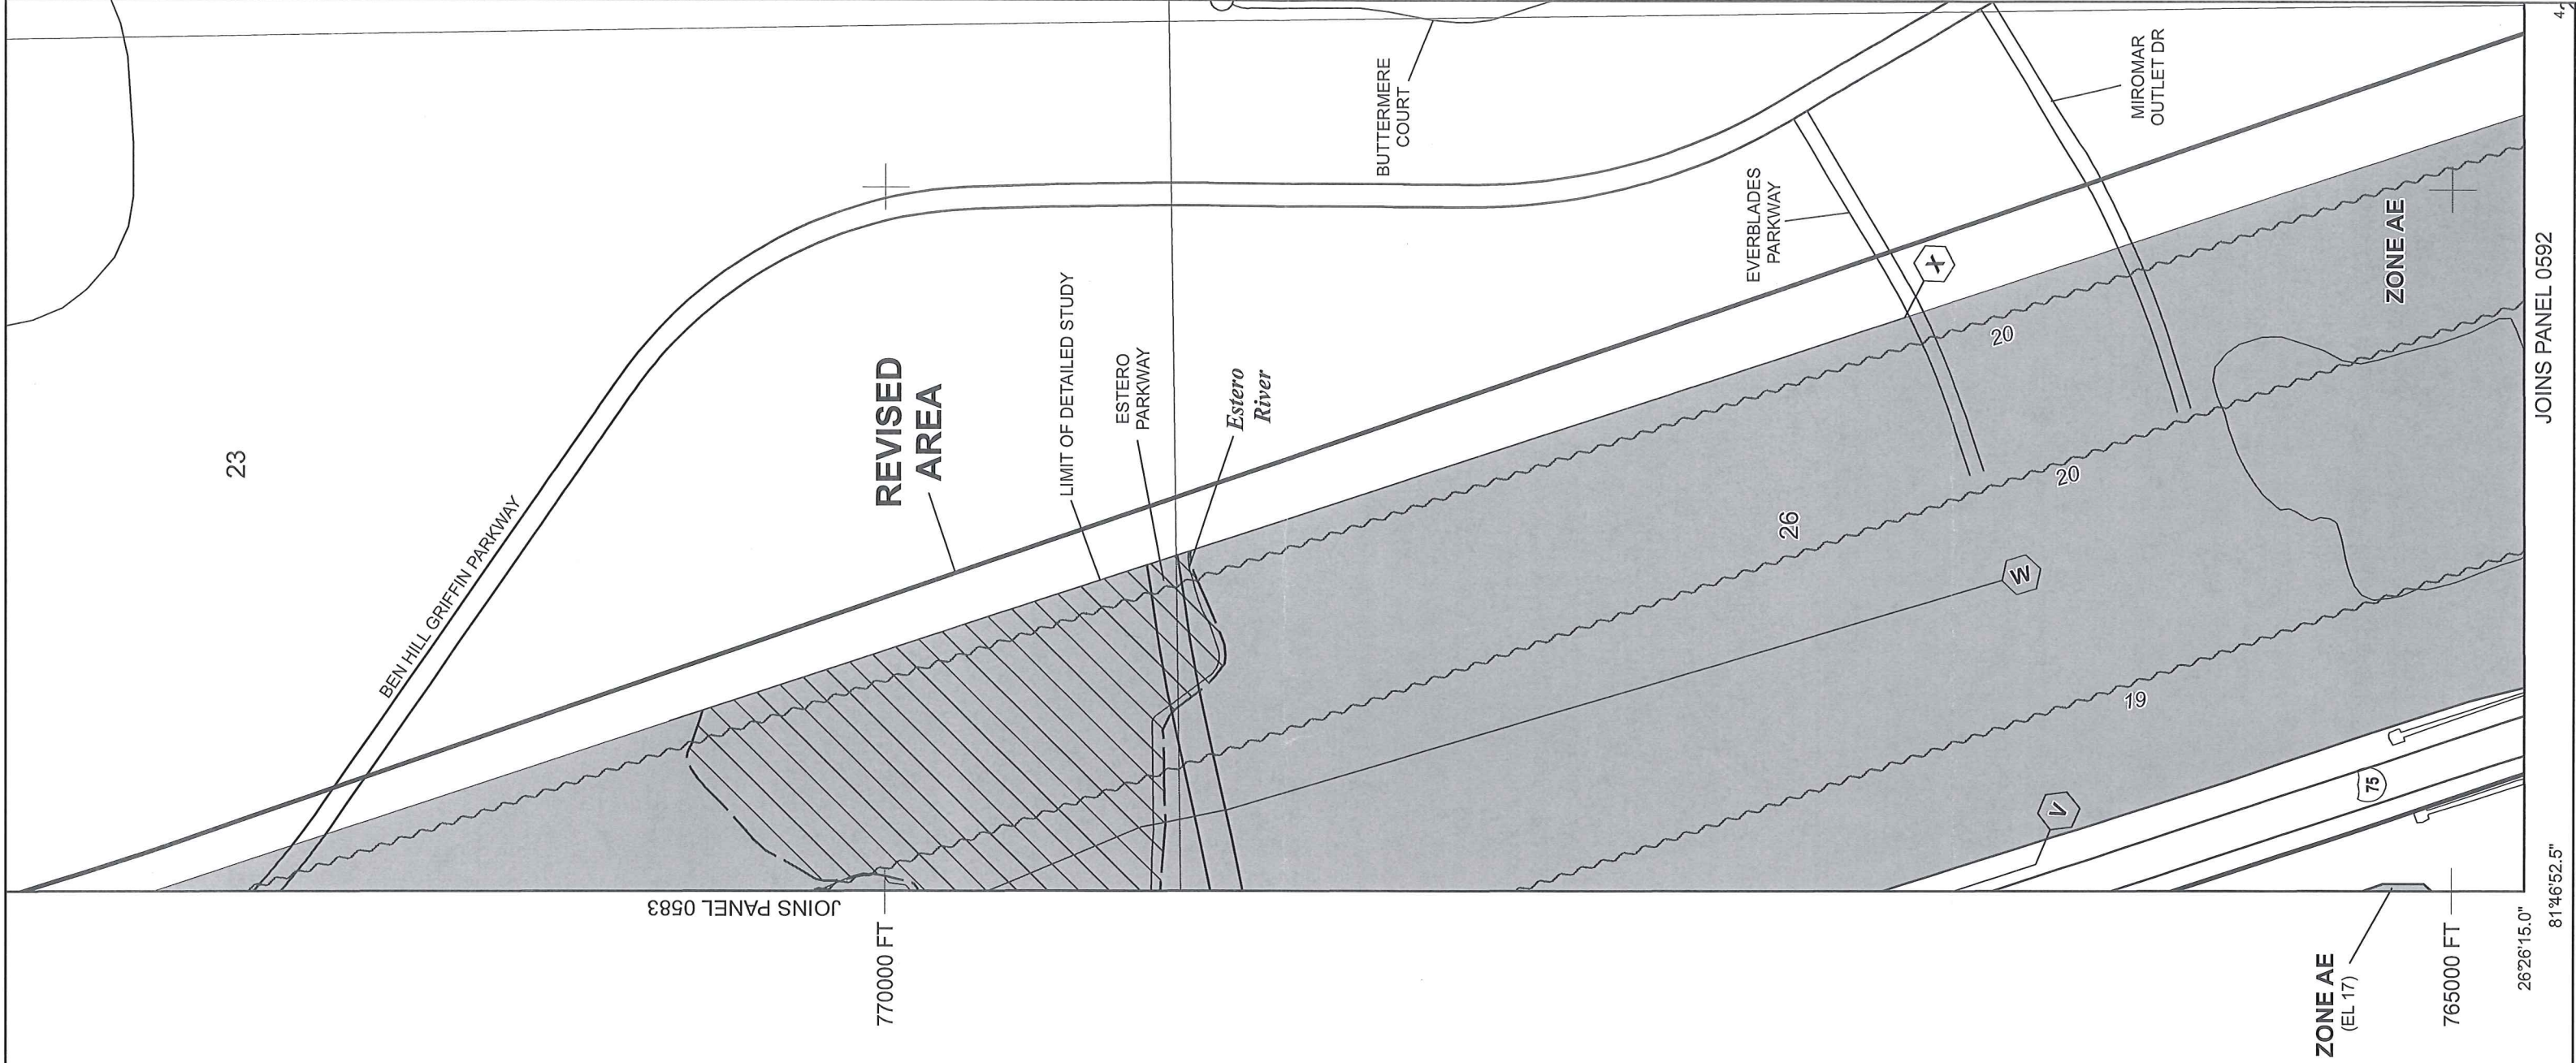 23
BEN HILL GRIFFIN PARKWAY
REVISED
AREA
LIMIT OF DETAILED STUDY
ESTERO
PARKWAY
Estero
River
BUTTERMERE
COURT
EVERBLADES
PARKWAY
MIROMAR
OUTLET DR
X
20
ZONE AE
20
26
W
19
V
75
JOINS PANEL 0583
770000 FT
JOINS PANEL 0592
ZONE AE
(EL 17)
765000 FT
26°26'15.0"
81°46'52.5"